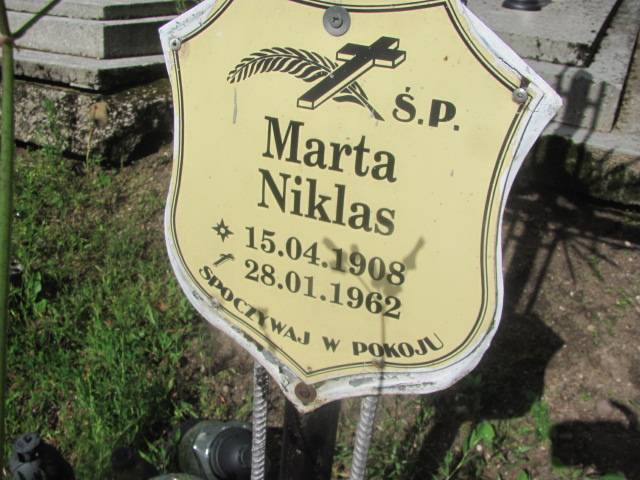 Ś.P.
Marta
Niklas
15.04.1908
28.01.1962
SPOCZYWAJ W POKOJU